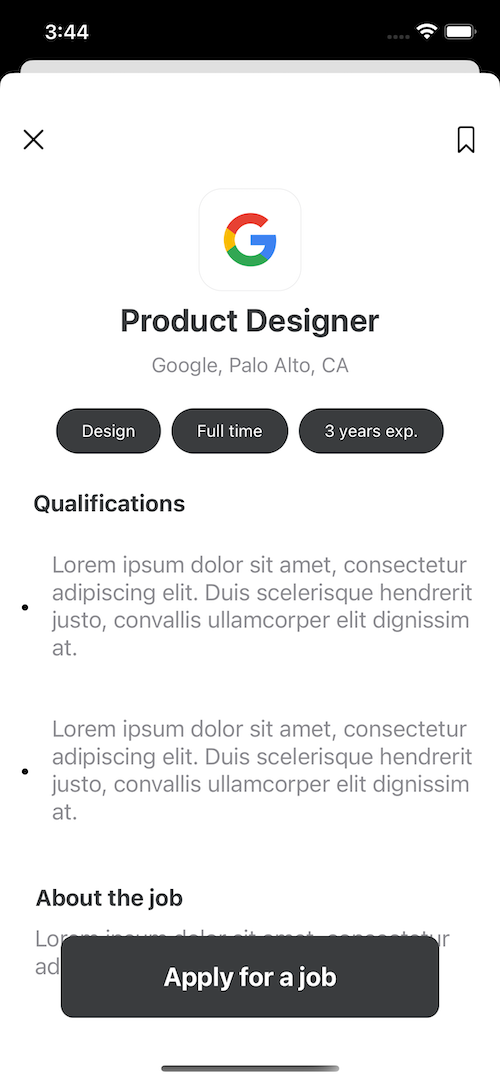 3:44
Product Designer
Google, Palo Alto, CA
Design
Full time
3 years exp.
Qualifications
Lorem ipsum dolor sit amet, consectetur
adipiscing elit. Duis scelerisque hendrerit
justo, convallis ullamcorper elit dignissim
at.
Lorem ipsum dolor sit amet, consectetur
adipiscing elit. Duis scelerisque hendrerit
justo, convallis ullamcorper elit dignissim
at.
About the job
Lorem ipsum dolor sit amet, consectetur
Apply for a job